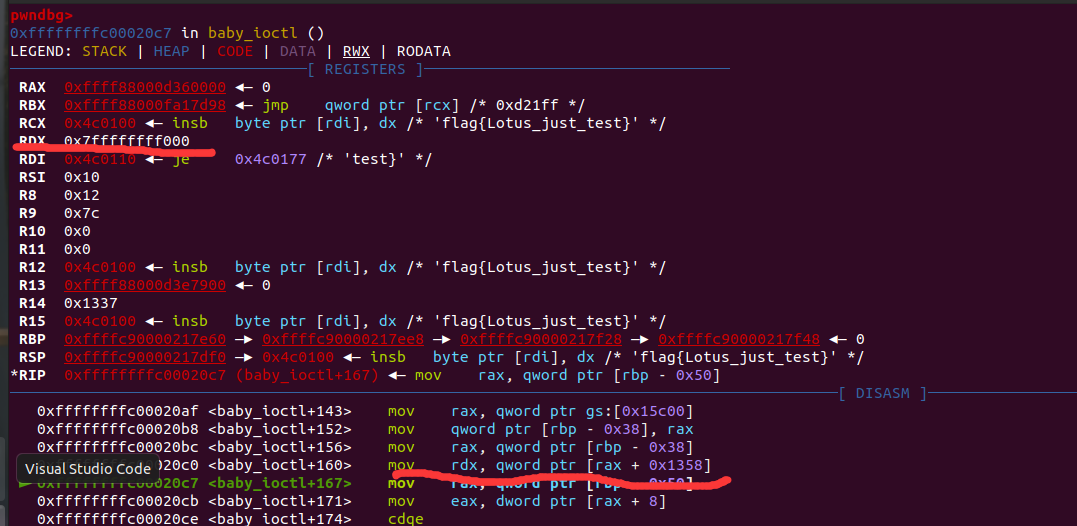 pwndbg>
0xffffffffc00020c7 in baby_ioctl ()
LEGEND: STACK | HEAP | CODE | DATA | RWX | RODATA
[ REGISTERS ]
RAX 0xffff88000d360000 ◂— 0
RBX 0xffff88000fa17d98 ◂— jmp qword ptr [rcx] /* 0xd21ff */
RCX 0x4c0100 ◂— insb byte ptr [rdi], dx /* 'flag{Lotus_just_test}' */
RDX 0x7ffffffff000
RDI 0x4c0110 ◂— je 0x4c0177 /* 'test}' */
RSI 0x10
R8 0x12
R9 0x7c
R10 0x0
R11 0x0
R12 0x4c0100 ◂— insb byte ptr [rdi], dx /* 'flag{Lotus_just_test}' */
R13 0xffff88000d3e7900 ◂— 0
R14 0x1337
R15 0x4c0100 ◂— insb byte ptr [rdi], dx /* 'flag{Lotus_just_test}' */
RBP 0xffffc90000217e60 —▸ 0xffffc90000217ee8 —▸ 0xffffc90000217f28 —▸ 0xffffc90000217f48 ◂— 0
RSP 0xffffc90000217df0 —▸ 0x4c0100 ◂— insb byte ptr [rdi], dx /* 'flag{Lotus_just_test}' */
*RIP 0xffffffffc00020c7 (baby_ioctl+167) ◂— mov rax, qword ptr [rbp - 0x50]
[ DISASM ]
0xffffffffc00020af <baby_ioctl+143> mov rax, qword ptr gs:[0x15c00]
0xffffffffc00020b8 <baby_ioctl+152> mov qword ptr [rbp - 0x38], rax
0xffffffffc00020bc <baby_ioctl+156> mov rax, qword ptr [rbp - 0x38]
Visual Studio Code
20c0 <baby_ioctl+160> mov rdx, qword ptr [rax + 0x1358]
20c7 <baby_ioctl+167> mov rax, qword ptr [rbp - 0x50]
0xffffffffc00020cb <baby_ioctl+171> mov eax, dword ptr [rax + 8]
0xffffffffc00020ce <baby_ioctl+174> cdqe